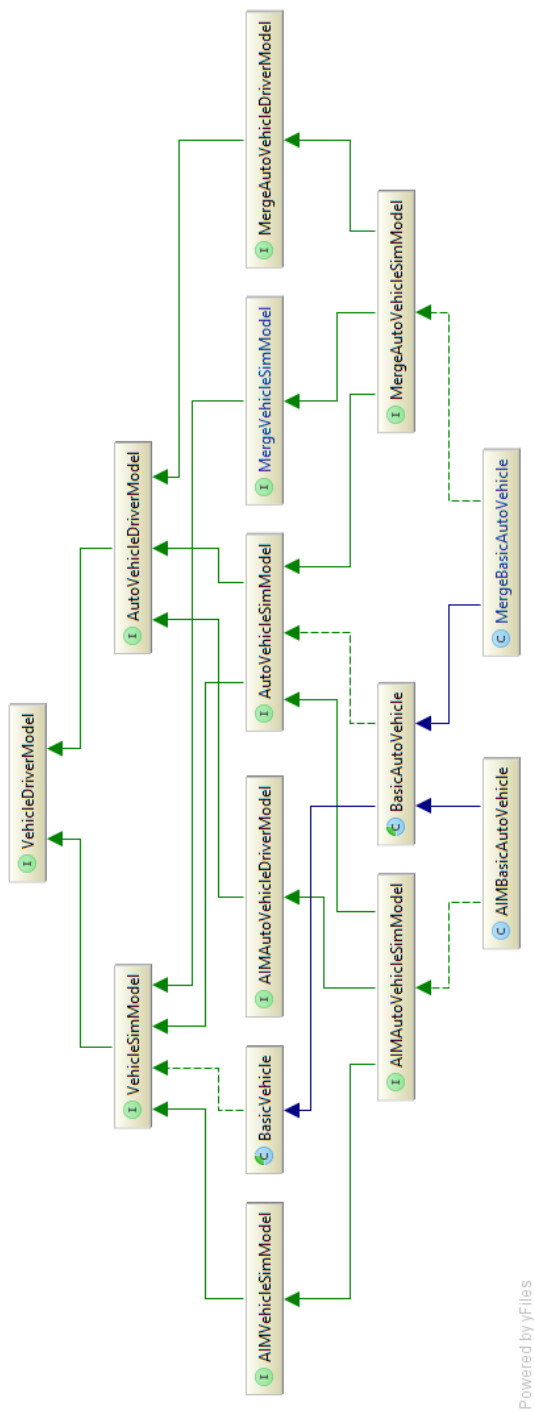 VehicleDriverModel
VehicleSimModel
AutoVehicleDriverModel
AIMVehicleSimModel
BasicVehicle
AIMAutoVehicleDriverModel
AutoVehicleSimModel
MergeVehicleSimModel
MergeAutoVehicleDriverModel
AIMAutoVehicleSimModel
BasicAutoVehicle
MergeAutoVehicleSimModel
AIMBasicAutoVehicle
MergeBasicAutoVehicle
Powered by yFiles